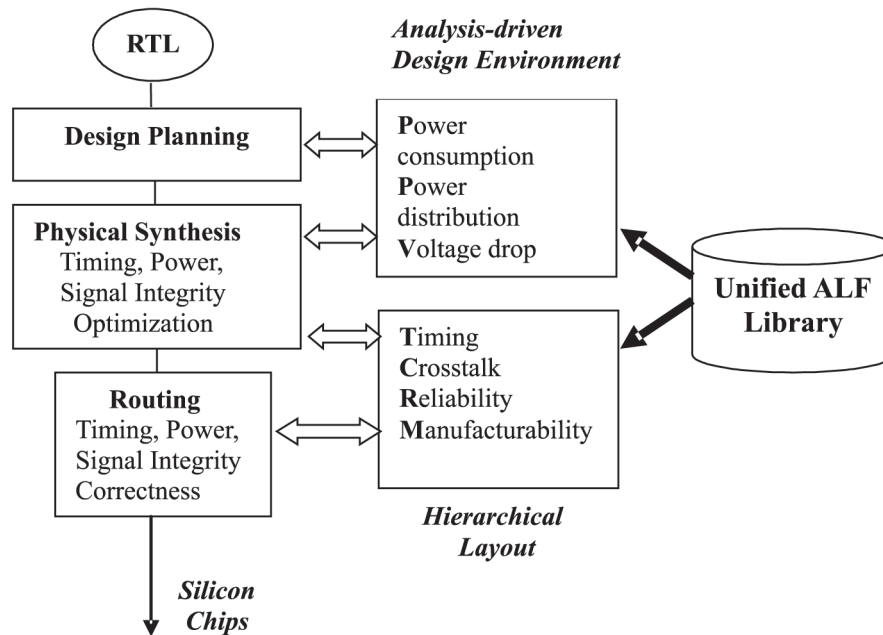 RTL
Analysis-driven
Design Environment
Design Planning
Power
consumption
Power
distribution
Voltage drop
Physical Synthesis
Timing, Power,
Signal Integrity
Optimization
Unified ALF
Library
Timing
Crosstalk
Reliability
Manufacturability
Routing
Timing, Power,
Signal Integrity
Correctness
Hierarchical
Layout
Silicon
Chips